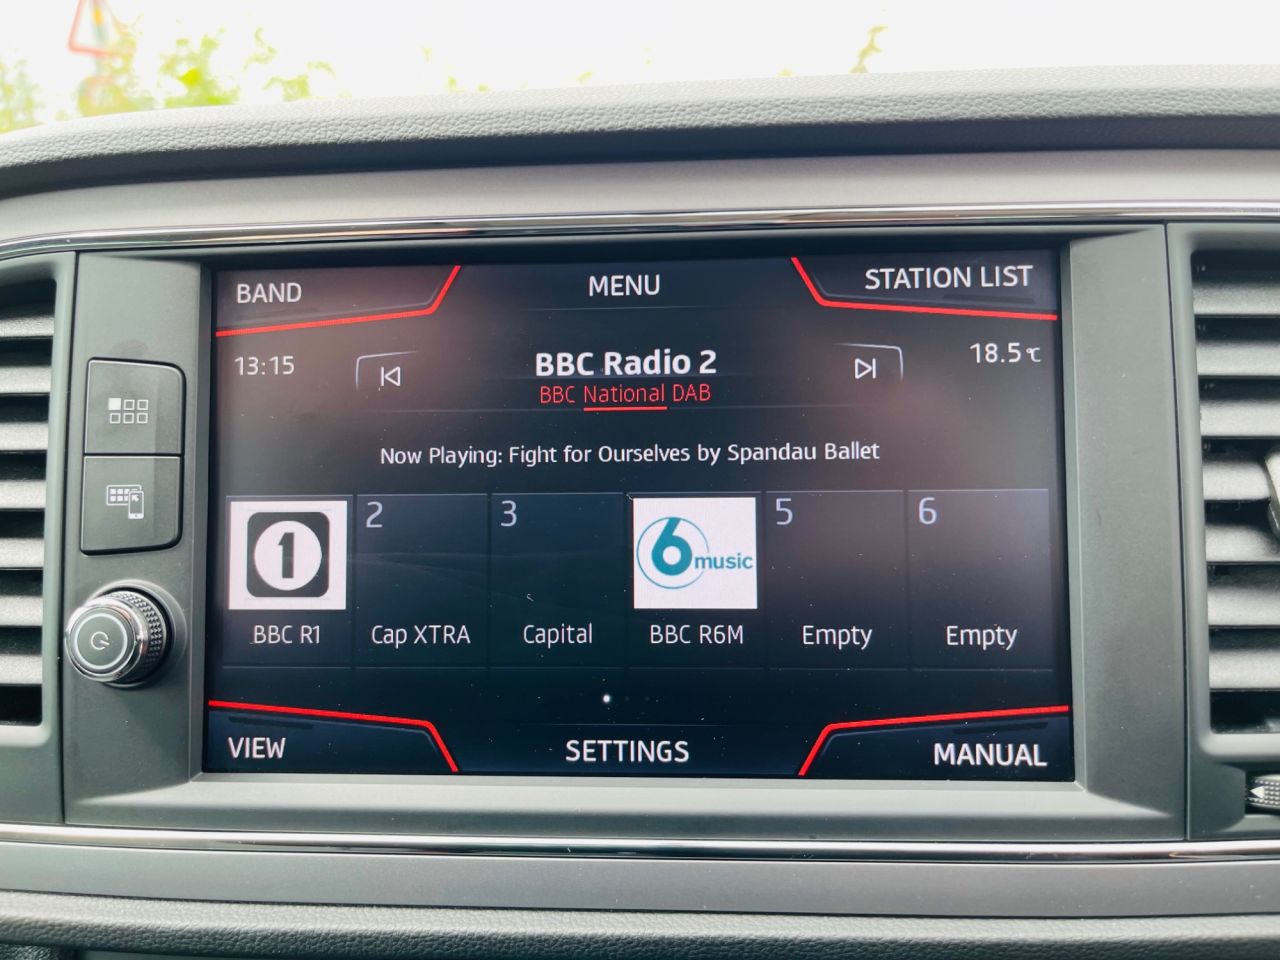 BAND
MENU
STATION LIST
13:15
BBC Radio 2
18.5°C
BBC National DAB
Now Playing: Fight for Ourselves by Spandau Ballet
1
2
3
6music
5
6
BBC R1
Cap XTRA
Capital
BBC R6M
Empty
Empty
VIEW
SETTINGS
MANUAL